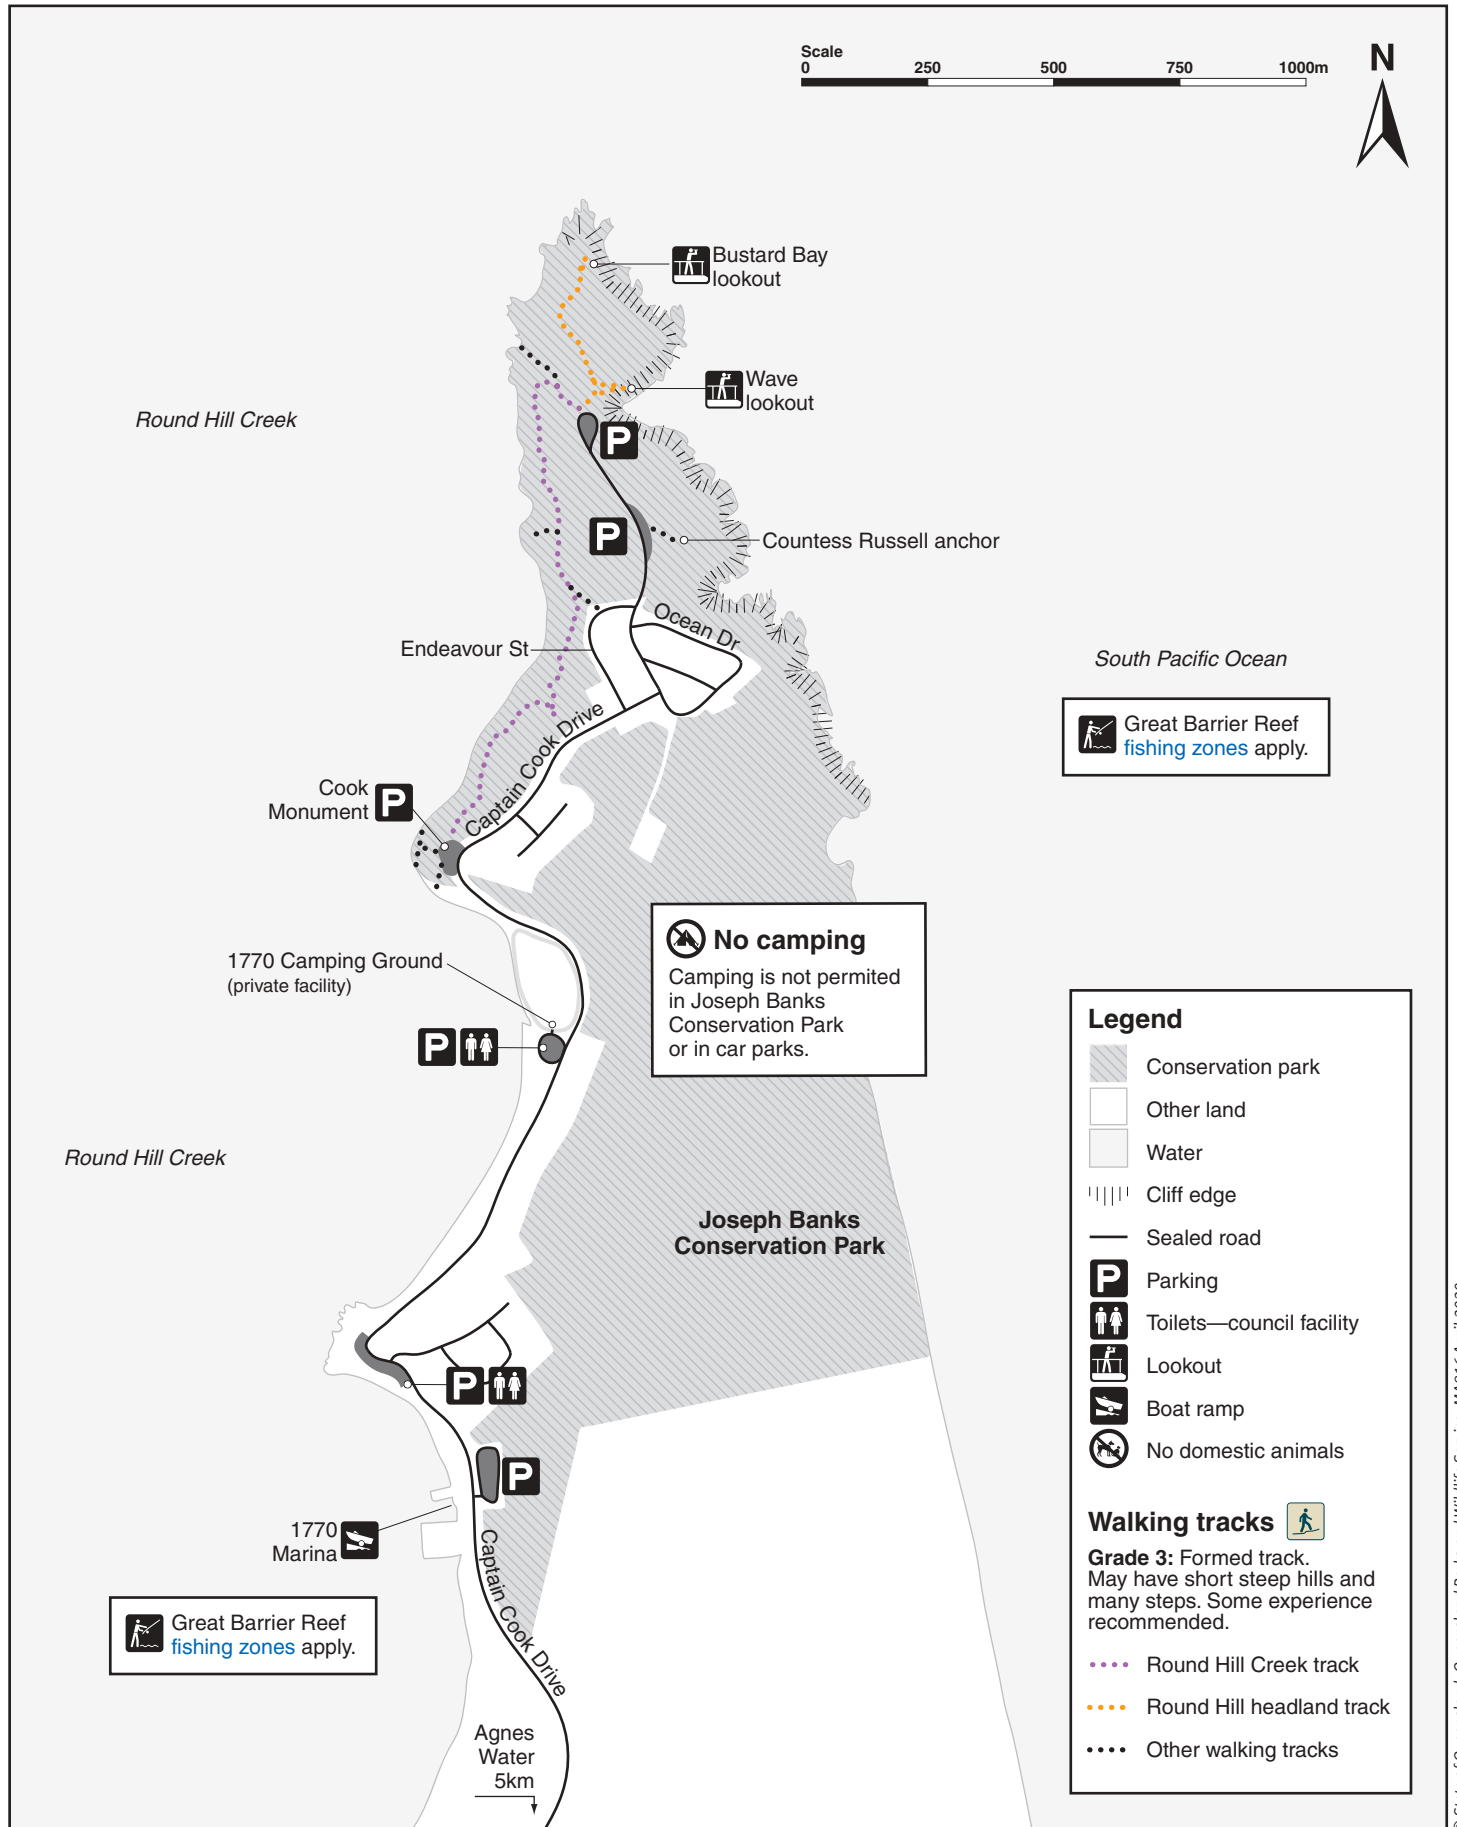 Scale
0 250 500 750 1000m
N
Bustard Bay
lookout
Wave
lookout
Round Hill Creek
P
P
Countess Russell anchor
Ocean Dr
Endeavour St
South Pacific Ocean
Great Barrier Reef
fishing zones apply.
Captain Cook Drive
Cook
Monument
P
No camping
Camping is not permited
in Joseph Banks
Conservation Park
or in car parks.
1770 Camping Ground
(private facility)
P
Round Hill Creek
Joseph Banks
Conservation Park
P
P
1770
Marina
Captain Cook Drive
Great Barrier Reef
fishing zones apply.
Agnes
Water
5km
Legend
Conservation park
Other land
Water
Cliff edge
Sealed road
P Parking
Toilets—council facility
Lookout
Boat ramp
No domestic animals
Walking tracks
Grade 3: Formed track.
May have short steep hills and
many steps. Some experience
recommended.
Round Hill Creek track
Round Hill headland track
Other walking tracks